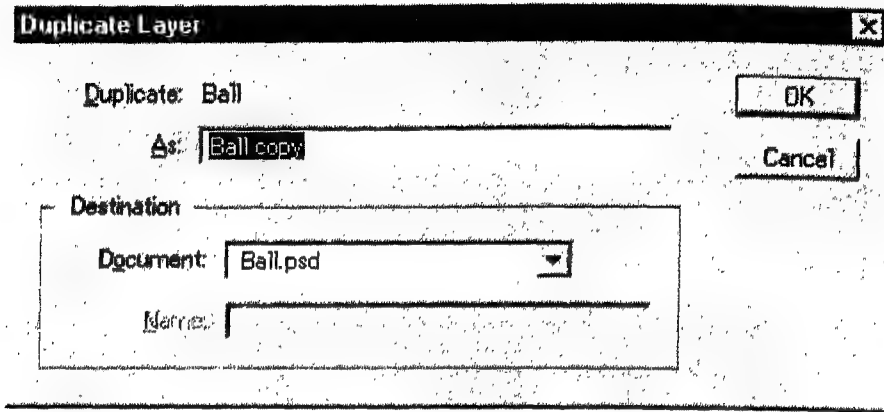 Duplicate Layer
Duplicate: Ball
OK
As: Ball copy
Cancel
Destination
Document: Ball.psd
Name: